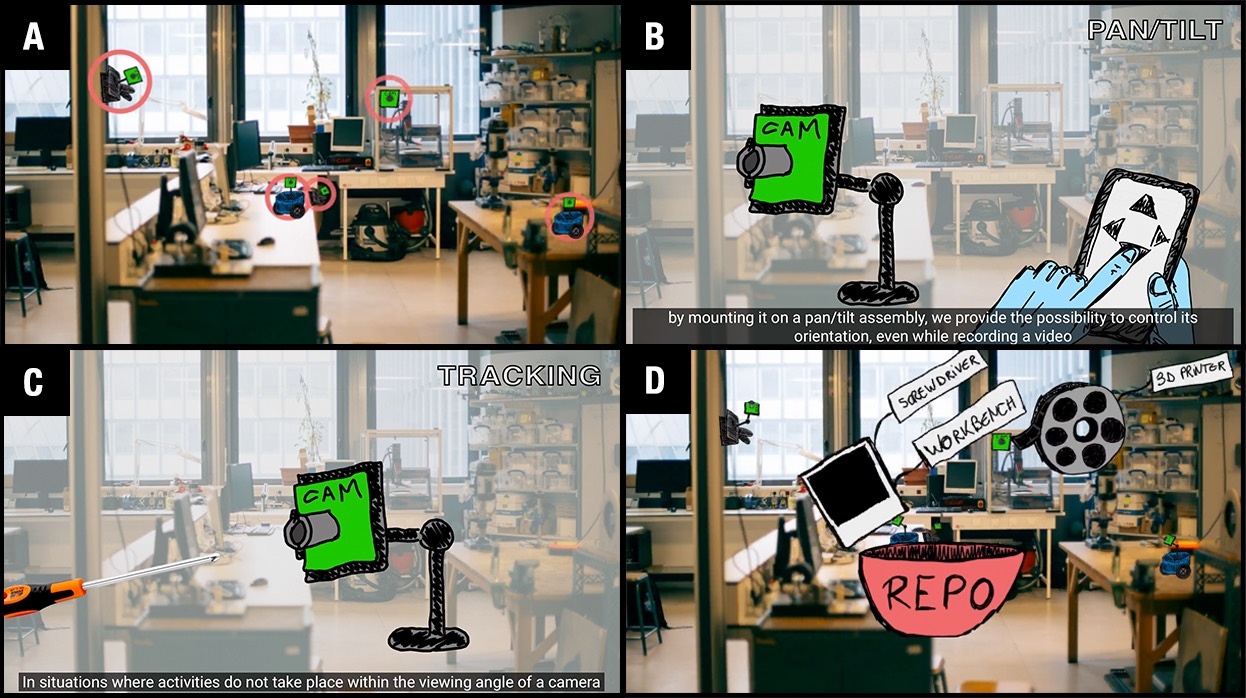 A
B
PAN/TILT
CAM
by mounting it on a pan/tilt assembly, we provide the possibility to control its
orientation, even while recording a video
C
TRACKING
CAM
In situations where activities do not take place within the viewing angle of a camera
D
SCREWDRIVER
WORKBENCH
3D PRINTER
REPO